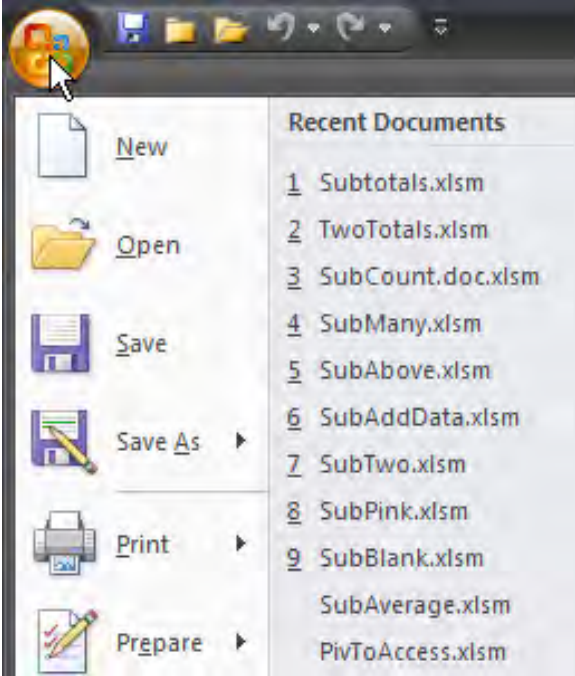 New
Open
Save
Save As
Print
Prepare
Recent Documents
1 Subtotals.xlsm
2 TwoTotals.xlsm
3 SubCount.doc.xlsm
4 SubMany.xlsm
5 SubAbove.xlsm
6 SubAddData.xlsm
7 SubTwo.xlsm
8 SubPink.xlsm
9 SubBlank.xlsm
SubAverage.xlsm
PivToAccess.xlsm